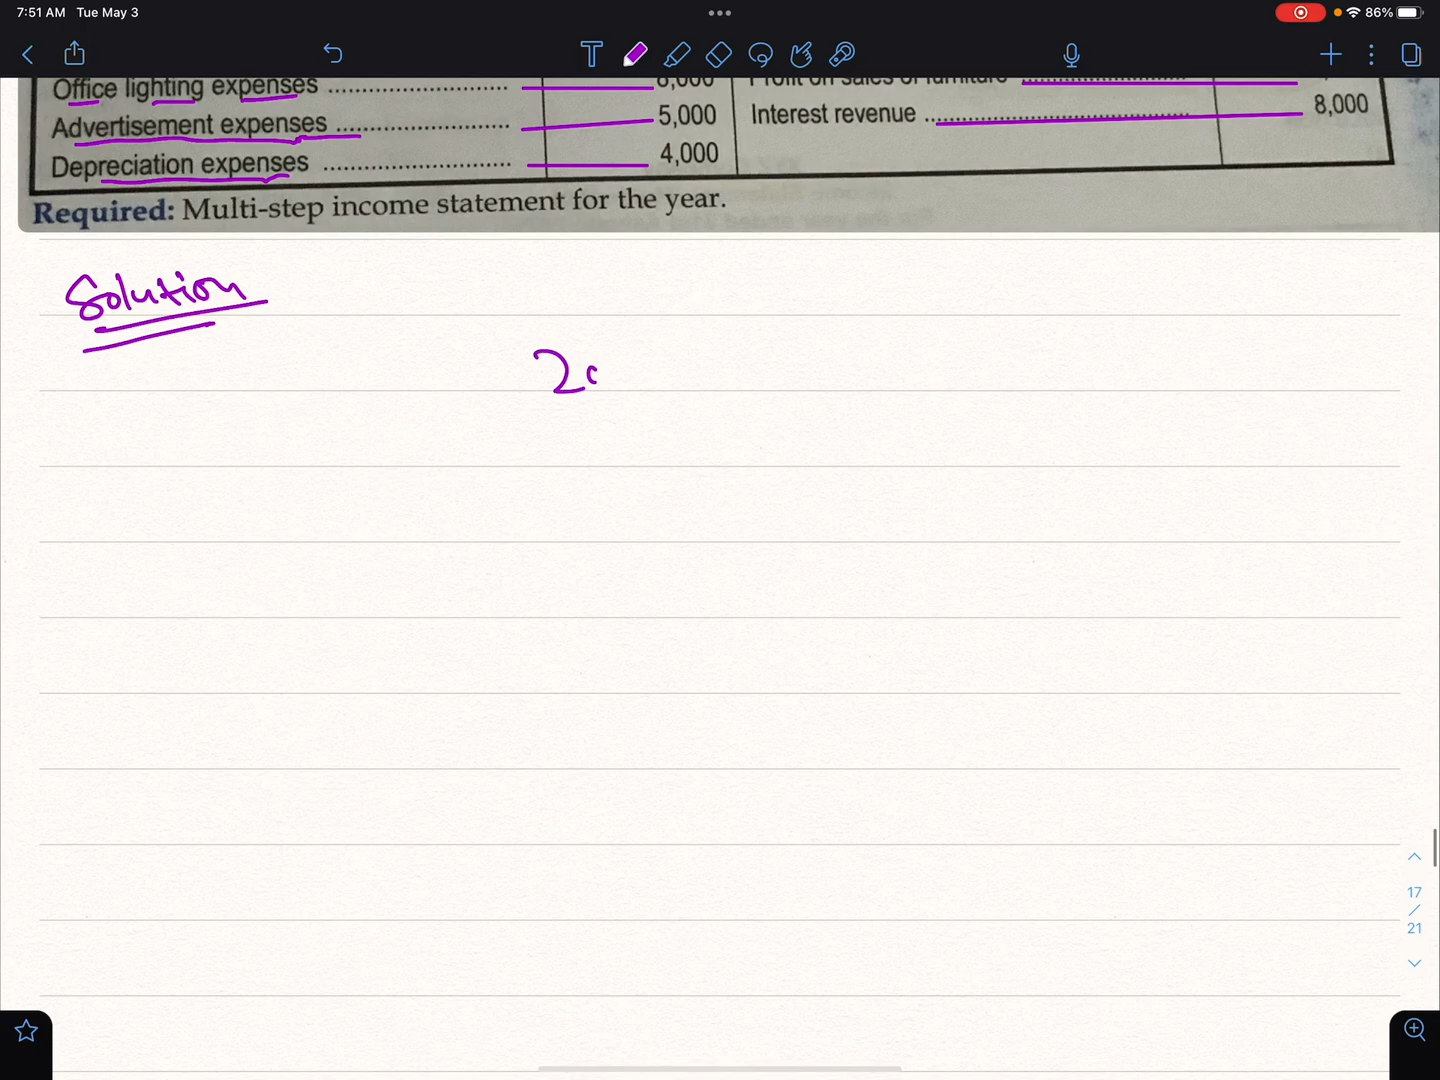 7:51 AM Tue May 3
86%
Office lighting expenses
Advertisement expenses 5,000
Depreciation expenses 4,000
Interest revenue 8,000
Required: Multi-step income statement for the year.
Solution
17
/
21